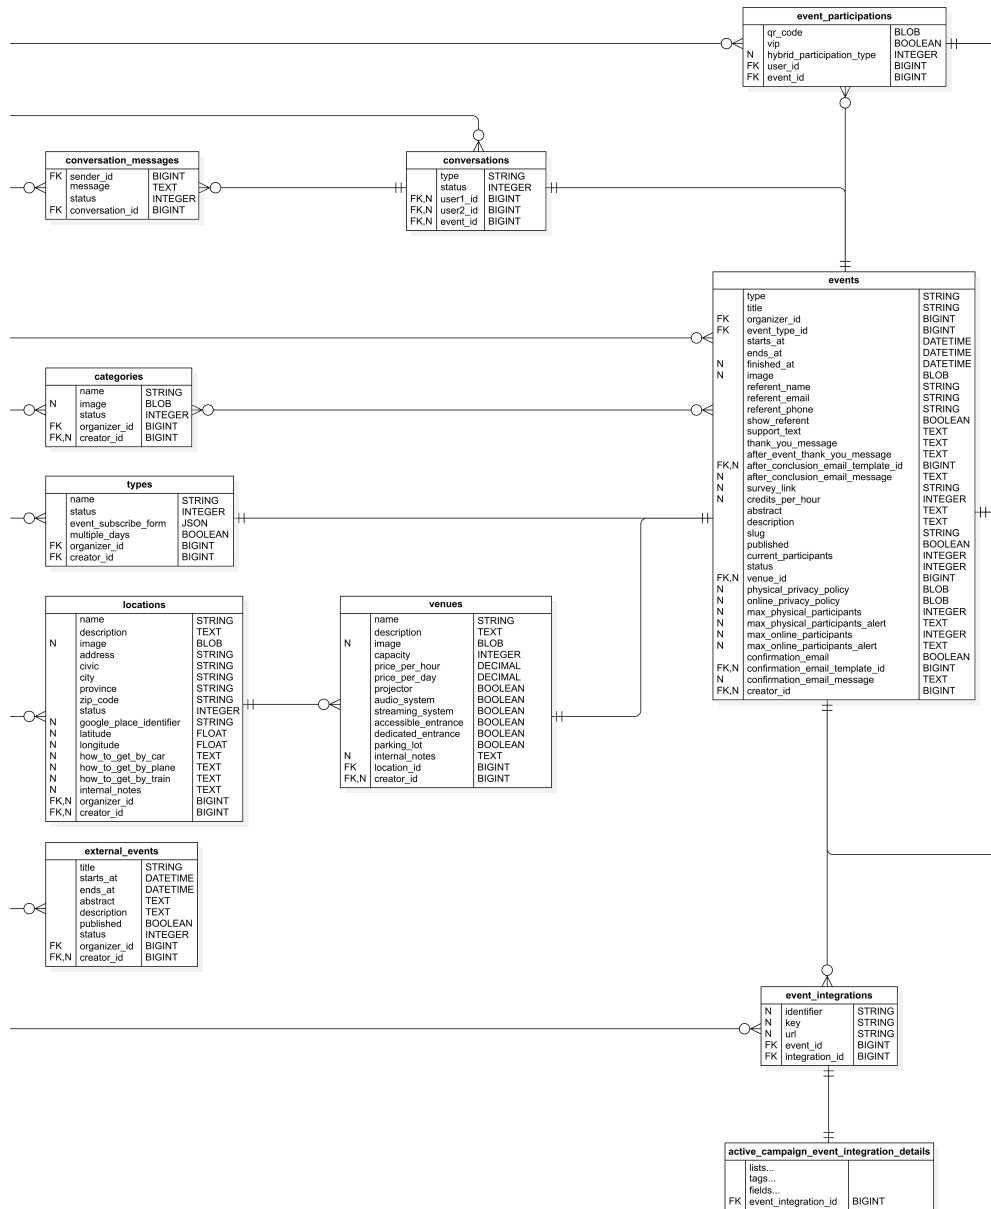 event_participations
qr_code BLOB
vip BOOLEAN
N hybrid_participation_type INTEGER
FK user_id BIGINT
FK event_id BIGINT
conversation_messages
FK sender_id BIGINT
message TEXT
status INTEGER
FK conversation_id BIGINT
conversations
type STRING
status INTEGER
FK,N user1_id BIGINT
FK,N user2_id BIGINT
FK,N event_id BIGINT
events
type STRING
title STRING
FK organizer_id BIGINT
FK event_type_id BIGINT
starts_at DATETIME
ends_at DATETIME
N finished_at DATETIME
N image BLOB
referent_name STRING
referent_email STRING
referent_phone STRING
show_referent BOOLEAN
support_text TEXT
thank_you_message TEXT
after_event_thank_you_message TEXT
FK,N after_conclusion_email_template_id BIGINT
N after_conclusion_email_message TEXT
N survey_link STRING
N credits_per_hour INTEGER
abstract TEXT
description TEXT
slug STRING
published BOOLEAN
current_participants INTEGER
status INTEGER
FK,N venue_id BIGINT
N physical_privacy_policy BLOB
N online_privacy_policy BLOB
N max_physical_participants INTEGER
N max_physical_participants_alert TEXT
N max_online_participants INTEGER
N max_online_participants_alert TEXT
confirmation_email BOOLEAN
FK,N confirmation_email_template_id BIGINT
N confirmation_email_message TEXT
FK,N creator_id BIGINT
categories
name STRING
N image BLOB
status INTEGER
FK organizer_id BIGINT
FK,N creator_id BIGINT
types
name STRING
status INTEGER
event_subscribe_form JSON
multiple_days BOOLEAN
FK organizer_id BIGINT
FK creator_id BIGINT
locations
name STRING
description TEXT
N image BLOB
address STRING
civic STRING
city STRING
province STRING
zip_code STRING
status INTEGER
N google_place_identifier STRING
N latitude FLOAT
N longitude FLOAT
N how_to_get_by_car TEXT
N how_to_get_by_plane TEXT
N how_to_get_by_train TEXT
N internal_notes TEXT
FK,N organizer_id BIGINT
FK,N creator_id BIGINT
venues
name STRING
description TEXT
N image BLOB
capacity INTEGER
price_per_hour DECIMAL
price_per_day DECIMAL
projector BOOLEAN
audio_system BOOLEAN
streaming_system BOOLEAN
accessible_entrance BOOLEAN
dedicated_entrance BOOLEAN
parking_lot BOOLEAN
N internal_notes TEXT
FK location_id BIGINT
FK,N creator_id BIGINT
external_events
title STRING
starts_at DATETIME
ends_at DATETIME
abstract TEXT
description TEXT
published BOOLEAN
status INTEGER
FK organizer_id BIGINT
FK,N creator_id BIGINT
event_integrations
N identifier STRING
N key STRING
N url STRING
FK event_id BIGINT
FK integration_id BIGINT
active_campaign_event_integration_details
lists...
tags...
fields...
FK event_integration_id BIGINT